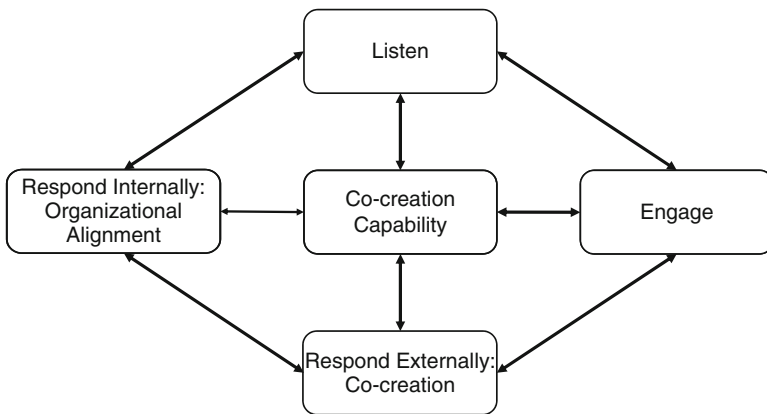 Listen
Respond Internally:
Organizational
Alignment
Co-creation
Capability
Engage
Respond Externally:
Co-creation